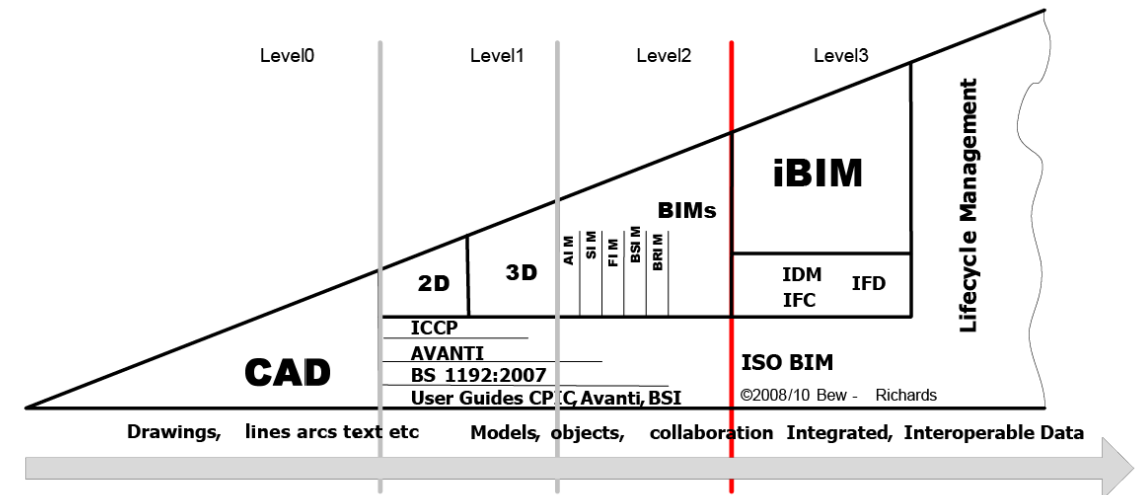 Level0 Level1 Level2 Level3
Lifecycle Management
iBIM
BIMs
AIM
SIM
FIM
BSIM
BRIM
2D
3D
IDM IFD
IFC
ICCP
AVANTI
BS 1192:2007
User Guides CPIC, Avanti, BSI
CAD
ISO BIM
©2008/10 Bew - Richards
Drawings, lines arcs text etc Models, objects, collaboration Integrated, Interoperable Data